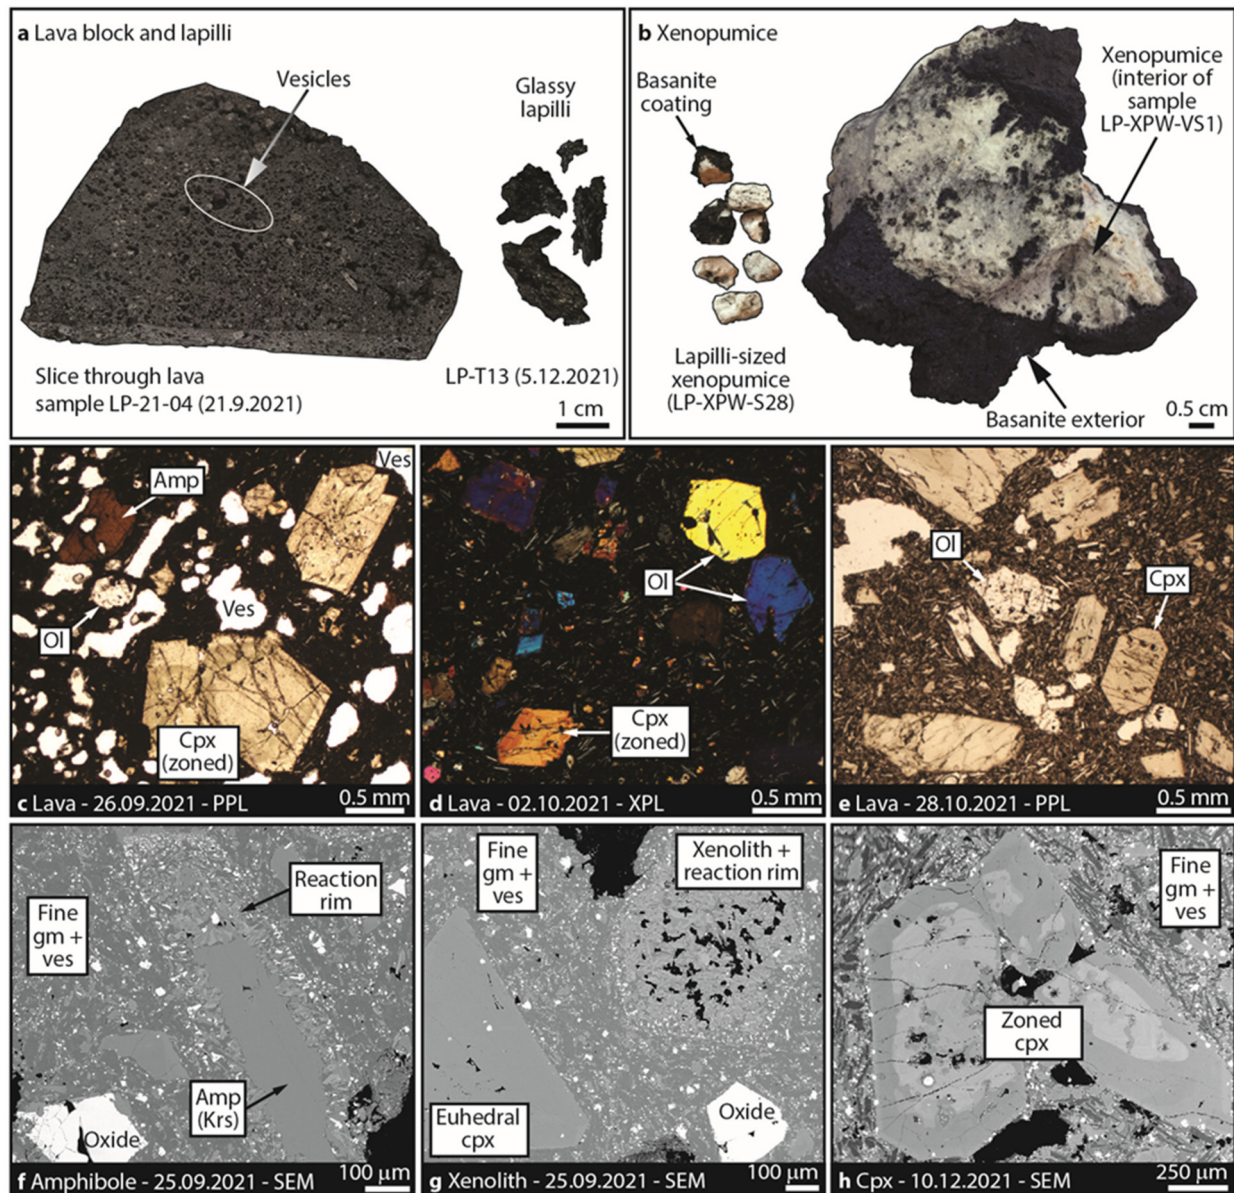 a Lava block and lapilli
Vesicles
Glassy
lapilli
Slice through lava
sample LP-21-04 (21.9.2021)
LP-T13 (5.12.2021)
1 cm
b Xenopumice
Basanite
coating
Xenopumice
(interior of
sample
LP-XPW-VS1)
Lapilli-sized
xenopumice
(LP-XPW-S28)
Basanite exterior
0.5 cm
Amp
Ves
Ol
Ves
Cpx
(zoned)
c Lava - 26.09.2021 - PPL
0.5 mm
Ol
Cpx
(zoned)
d Lava - 02.10.2021 - XPL
0.5 mm
Ol
Cpx
e Lava - 28.10.2021 - PPL
0.5 mm
Reaction
rim
Fine
gm +
ves
Amp
(Krs)
Oxide
f Amphibole - 25.09.2021 - SEM
100 μm
Fine
gm +
ves
Xenolith +
reaction rim
Euhedral
cpx
Oxide
g Xenolith - 25.09.2021 - SEM
100 μm
Fine
gm +
ves
Zoned
cpx
h Cpx - 10.12.2021 - SEM
250 μm